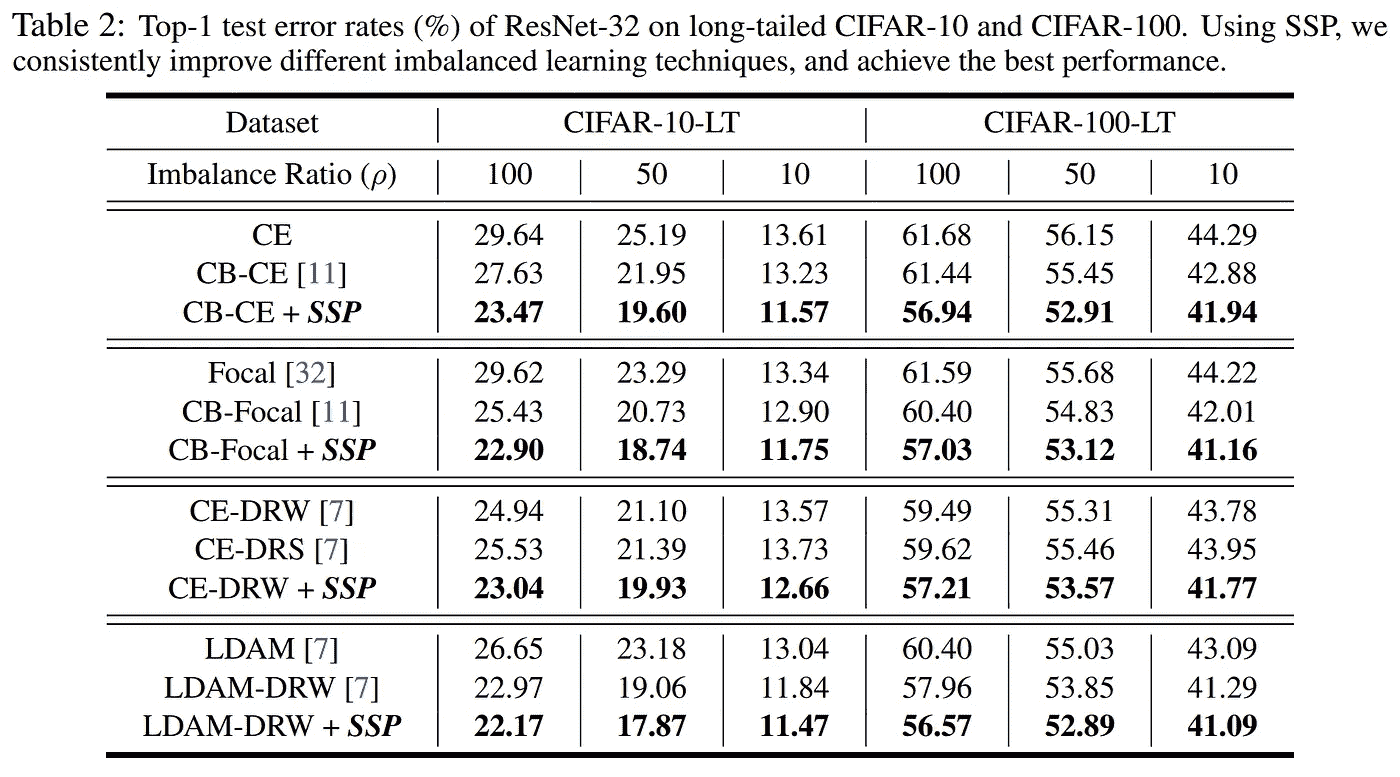 Table 2: Top-1 test error rates (%) of ResNet-32 on long-tailed CIFAR-10 and CIFAR-100. Using SSP, we
consistently improve different imbalanced learning techniques, and achieve the best performance.
Dataset CIFAR-10-LT CIFAR-100-LT
Imbalance Ratio (ρ) 100 50 10 100 50 10
CE 29.64 25.19 13.61 61.68 56.15 44.29
CB-CE [11] 27.63 21.95 13.23 61.44 55.45 42.88
CB-CE + SSP 23.47 19.60 11.57 56.94 52.91 41.94
Focal [32] 29.62 23.29 13.34 61.59 55.68 44.22
CB-Focal [11] 25.43 20.73 12.90 60.40 54.83 42.01
CB-Focal + SSP 22.90 18.74 11.75 57.03 53.12 41.16
CE-DRW [7] 24.94 21.10 13.57 59.49 55.31 43.78
CE-DRS [7] 25.53 21.39 13.73 59.62 55.46 43.95
CE-DRW + SSP 23.04 19.93 12.66 57.21 53.57 41.77
LDAM [7] 26.65 23.18 13.04 60.40 55.03 43.09
LDAM-DRW [7] 22.97 19.06 11.84 57.96 53.85 41.29
LDAM-DRW + SSP 22.17 17.87 11.47 56.57 52.89 41.09